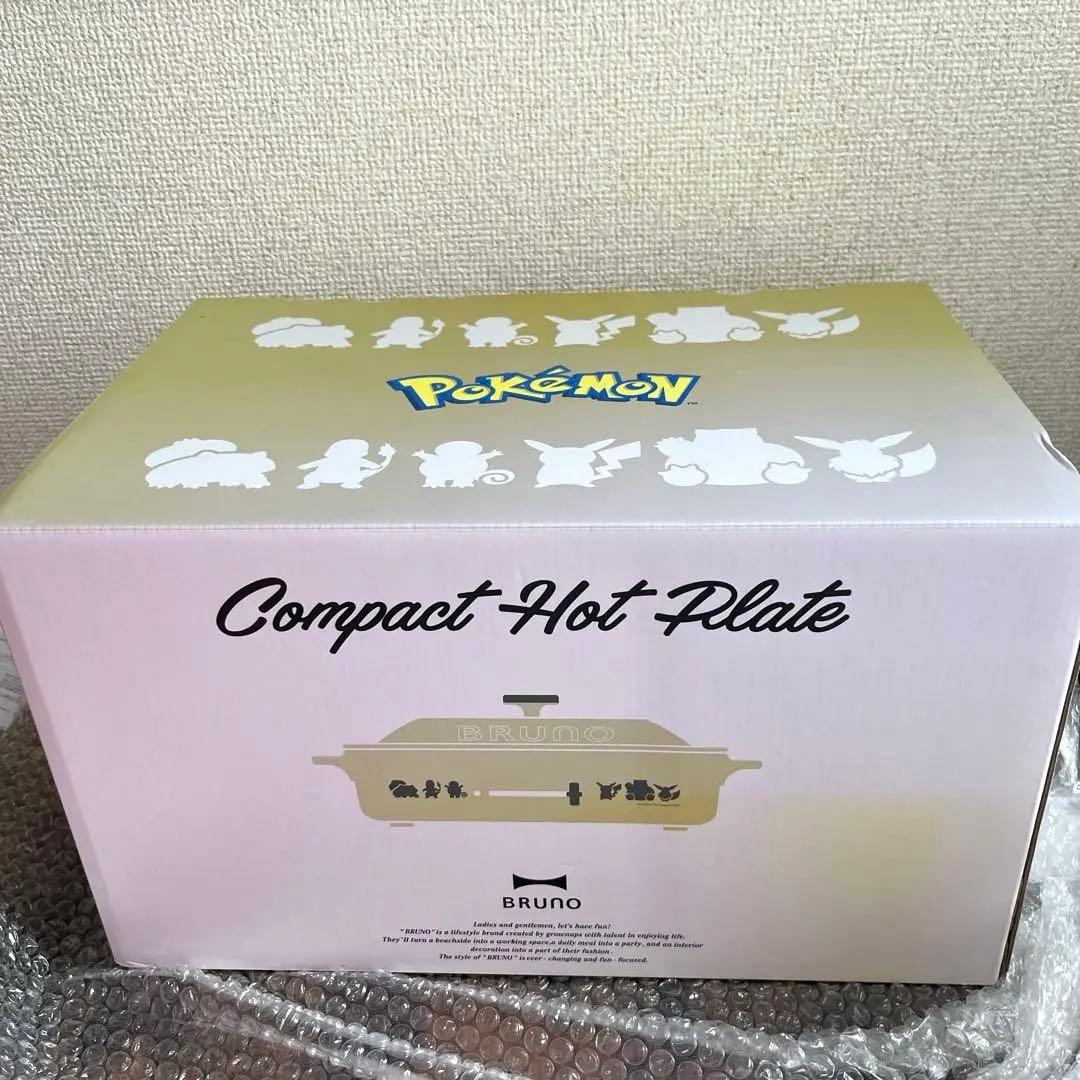 POKéMON™
Compact Hot Plate
BRUNO
BRUNO
Ladies and gentlemen, let's have fun!
"BRUNO" is a lifestyle brand created by grownups with talent in enjoying life.
They'll turn a beachside into a working space,a daily meal into a party, and an interior
decoration into a part of their fashion.
The style of "BRUNO" is ever - changing and fun - focused.